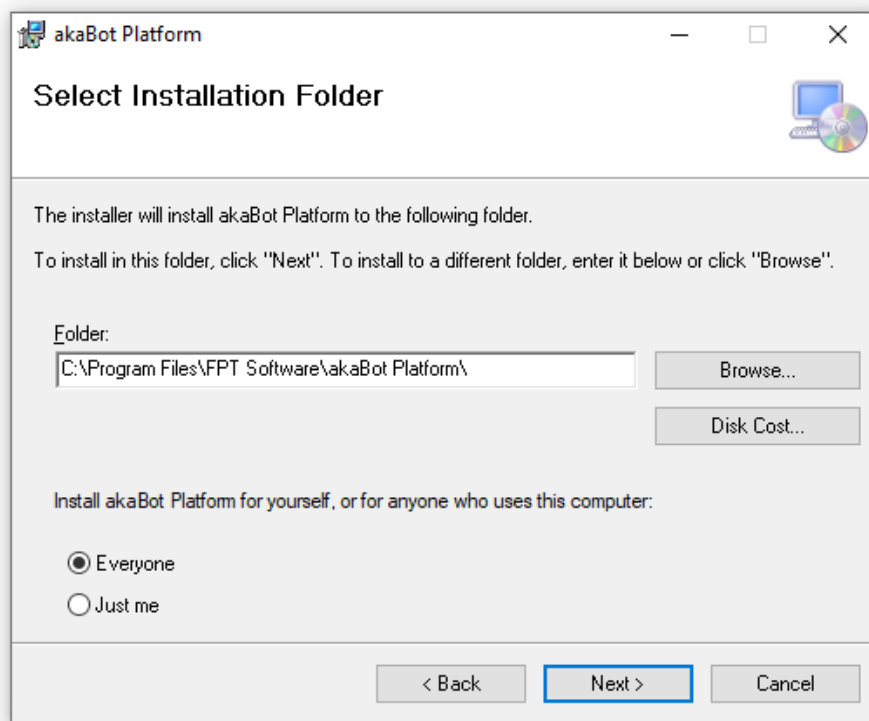 akaBot Platform
Select Installation Folder
The installer will install akaBot Platform to the following folder.
To install in this folder, click "Next". To install to a different folder, enter it below or click "Browse".
Folder:
C:\Program Files\FPT Software\akaBot Platform\
Browse...
Disk Cost...
Install akaBot Platform for yourself, or for anyone who uses this computer:
Everyone
Just me
< Back
Next >
Cancel